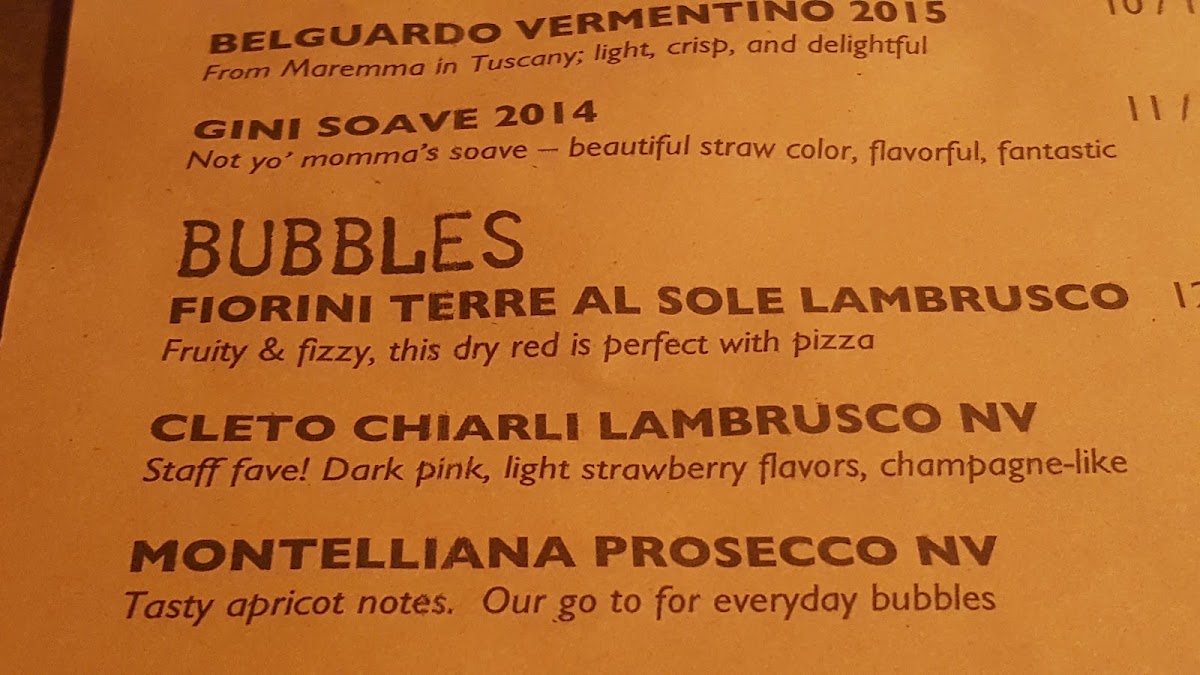 BELGUARDO VERMENTINO 2015 10 /
From Maremma in Tuscany; light, crisp, and delightful
GINI SOAVE 2014 11 /
Not yo' momma's soave – beautiful straw color, flavorful, fantastic
BUBBLES
FIORINI TERRE AL SOLE LAMBRUSCO
Fruity & fizzy, this dry red is perfect with pizza
CLETO CHIARLI LAMBRUSCO NV
Staff fave! Dark pink, light strawberry flavors, champagne-like
MONTELLIANA PROSECCO NV
Tasty apricot notes. Our go to for everyday bubbles